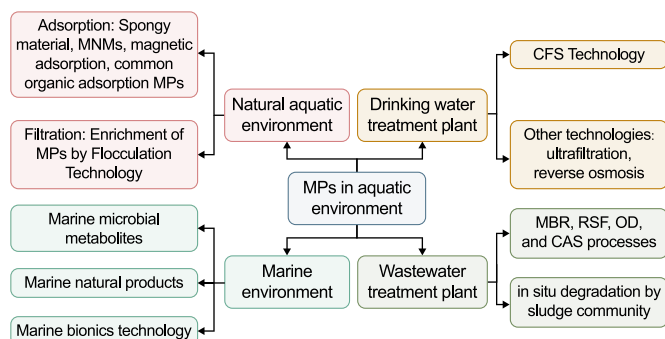 Adsorption: Spongy
material, MNMs, magnetic
adsorption, common
organic adsorption MPs
Filtration: Enrichment of
MPs by Flocculation
Technology
Natural aquatic
environment
Drinking water
treatment plant
CFS Technology
Other technologies:
ultrafiltration,
reverse osmosis
MPs in aquatic
environment
Marine microbial
metabolites
Marine natural products
Marine bionics technology
Marine
environment
Wastewater
treatment plant
MBR, RSF, OD,
and CAS processes
in situ degradation by
sludge community